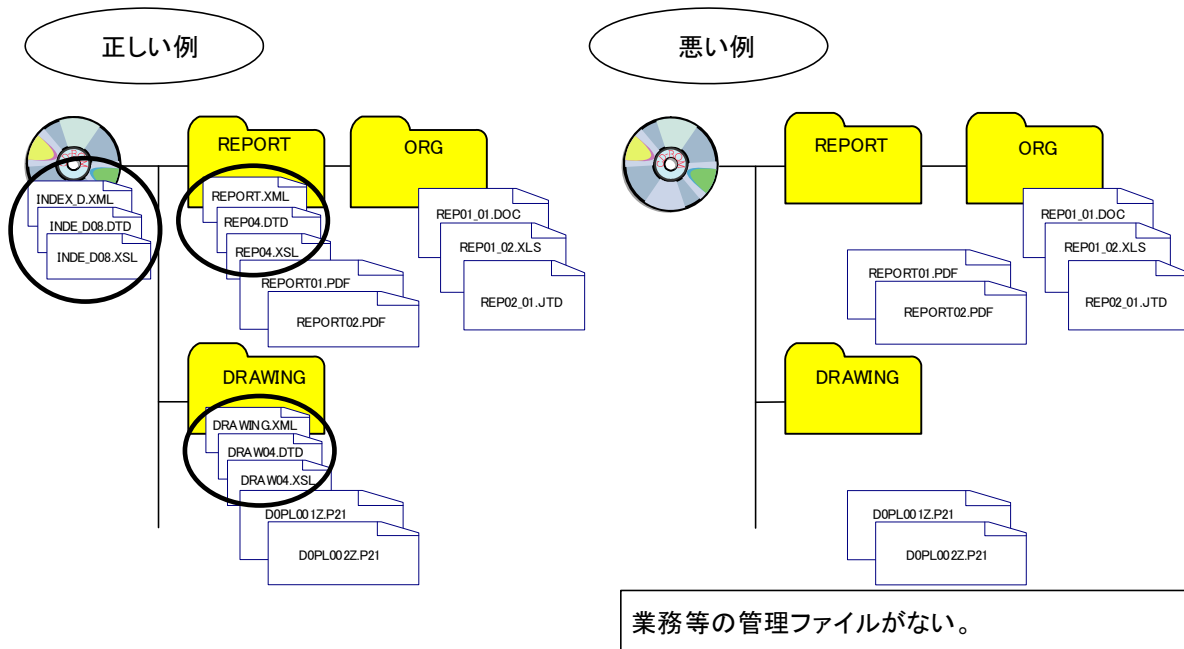 正しい例
悪い例
REPORT
ORG
INDEX_D.XML
INDE_D08.DTD
INDE_D08.XSL
REPORT.XML
REP04.DTD
REP04.XSL
REPORT01.PDF
REPORT02.PDF
REP01_01.DOC
REP01_02.XLS
REP02_01.JTD
DRAWING
DRAWING.XML
DRAW04.DTD
DRAW04.XSL
D0PL001Z.P21
D0PL002Z.P21
REPORT
ORG
REP01_01.DOC
REP01_02.XLS
REP02_01.JTD
REPORT01.PDF
REPORT02.PDF
DRAWING
D0PL001Z.P21
D0PL002Z.P21
業務等の管理ファイルがない。